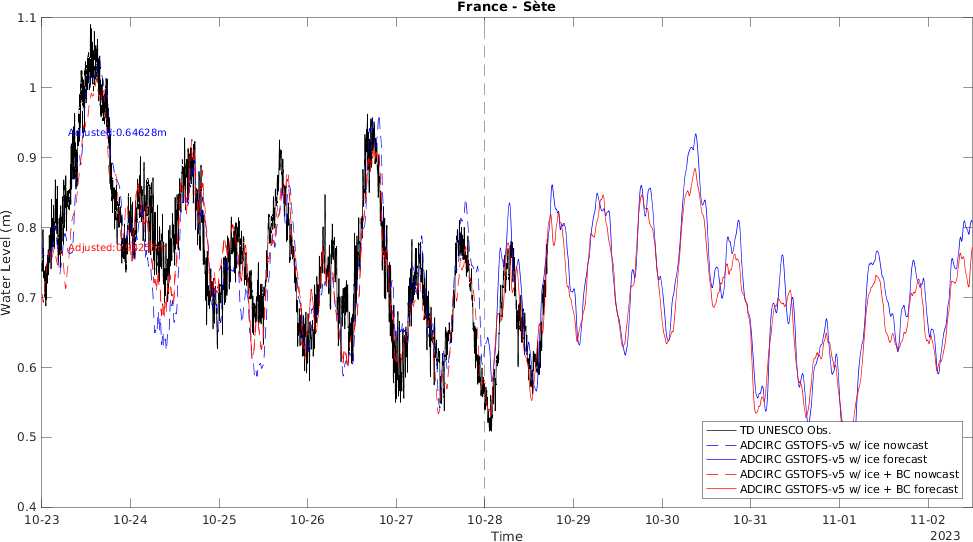 France - Sète
1.1
1
0.9
0.8
0.7
0.6
0.5
0.4
Water Level (m)
Adjusted:0.64628m
Adjusted:
TD UNESCO Obs.
ADCIRC GSTOFS-v5 w/ ice nowcast
ADCIRC GSTOFS-v5 w/ ice forecast
ADCIRC GSTOFS-v5 w/ ice + BC nowcast
ADCIRC GSTOFS-v5 w/ ice + BC forecast
10-23 10-24 10-25 10-26 10-27 10-28 10-29 10-30 10-31 11-01 11-02
Time
2023